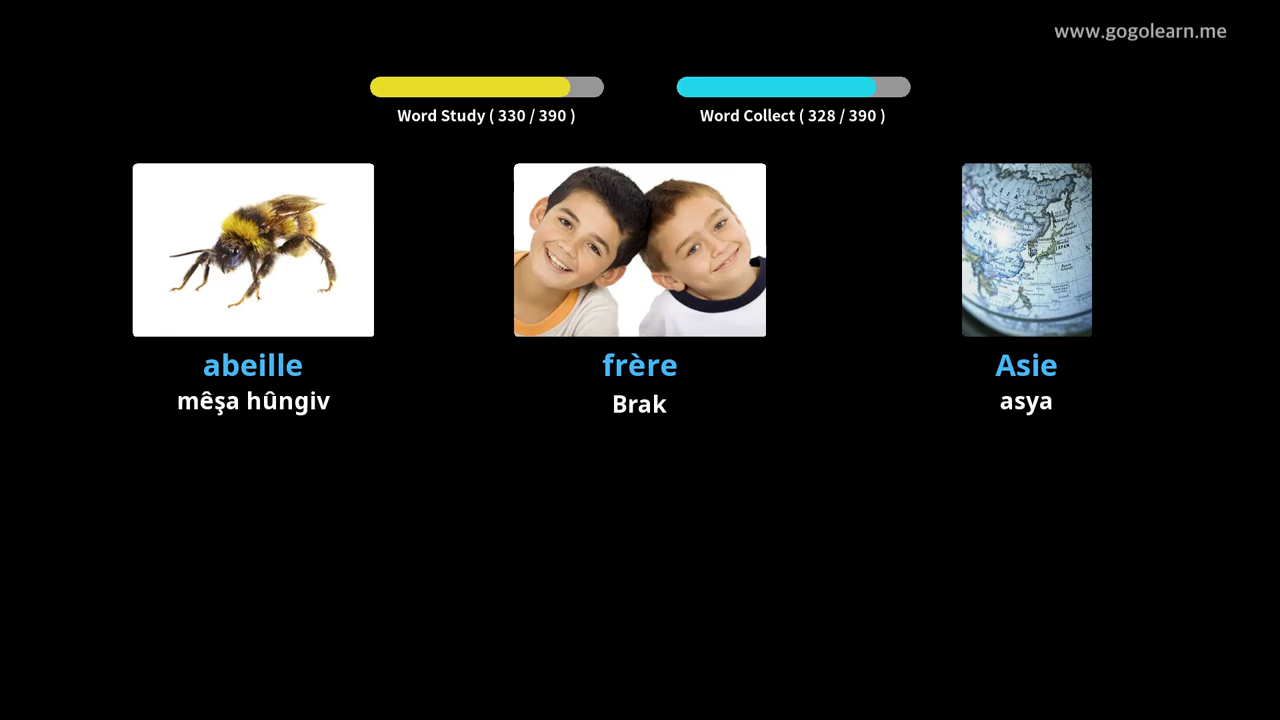 www.gogolearn.me
Word Study ( 330 / 390 )
Word Collect ( 328 / 390 )
abeille
mêşa hûngiv
frère
Brak
Asie
asya